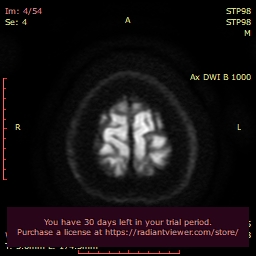 Im: 4/54
Se: 4
STP98
STP98
M
A
Ax DWI B 1000
R
L
You have 30 days left in your trial period.
Purchase a license at https://radiantviewer.com/store/